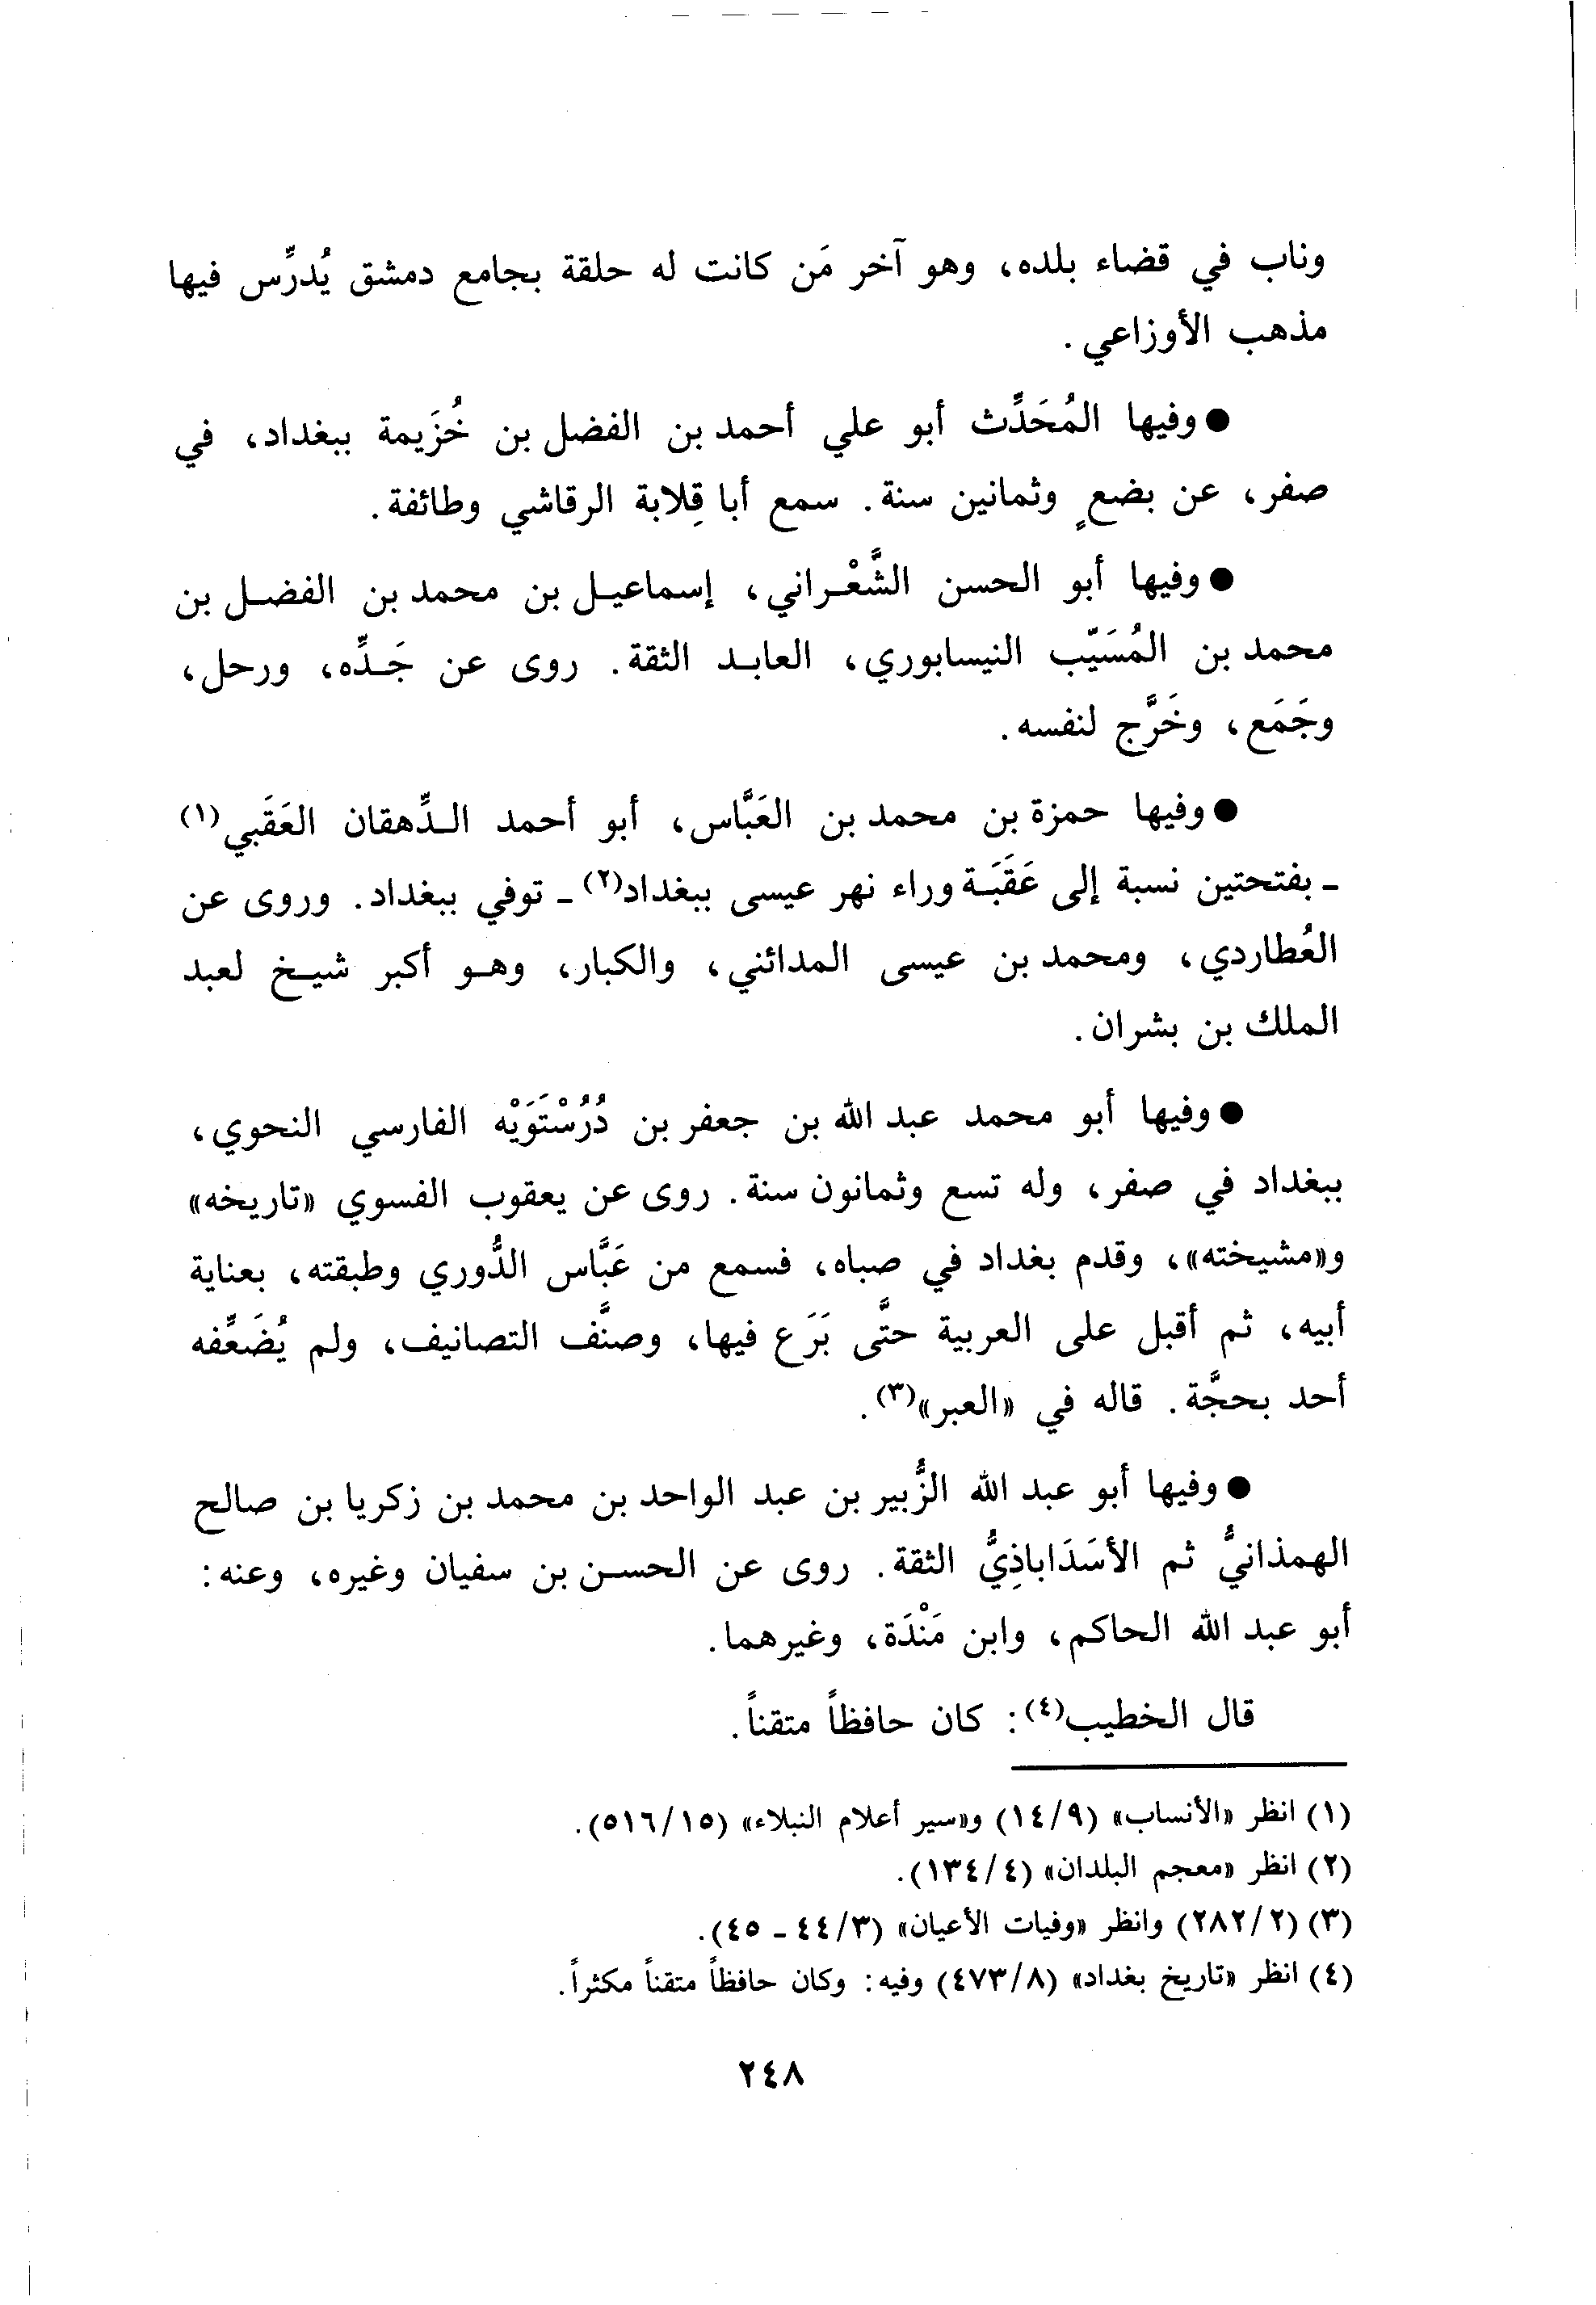 وناب في قضاء بلده، وهو آخر مَن كانت له حلقة بجامع دمشق يُدرِّس فيها
مذهب الأوزاعي.
● وفيها المُحَدِّث أبو علي أحمد بن الفضل بن خُزَيمة ببغداد، في
صفر، عن بضعٍ وثمانين سنة. سمع أبا قِلابة الرقاشي وطائفة.
● وفيها أبو الحسن الشَّعْراني، إسماعيل بن محمد بن الفضل بن
محمد بن المُسَيّب النيسابوري، العابد الثقة. روى عن جَدِّه، ورحل،
وجَمَع، وخَرَّج لنفسه.
● وفيها حمزة بن محمد بن العَبَّاس، أبو أحمد الدِّهقان العَقَبي(١)
ـ بفتحتين نسبة إلى عَقَبَة وراء نهر عيسى ببغداد(٢) ـ توفي ببغداد. وروى عن
العُطاردي، ومحمد بن عيسى المدائني، والكبار، وهو أكبر شيخ لعبد
الملك بن بشران.
● وفيها أبو محمد عبد الله بن جعفر بن دُرُسْتَوَيْه الفارسي النحوي،
ببغداد في صفر، وله تسع وثمانون سنة. روى عن يعقوب الفسوي «تاريخه»
و«مشيخته»، وقدم بغداد في صباه، فسمع من عَبَّاس الدُّوري وطبقته، بعناية
أبيه، ثم أقبل على العربية حتَّى بَرَع فيها، وصنَّف التصانيف، ولم يُضَعِّفه
أحد بحجَّة. قاله في «العبر»(٣).
● وفيها أبو عبد الله الزُّبير بن عبد الواحد بن محمد بن زكريا بن صالح
الهمذانيُّ ثم الأسَدَاباذِيُّ الثقة. روى عن الحسن بن سفيان وغيره، وعنه:
أبو عبد الله الحاكم، وابن مَنْدَة، وغيرهما.
قال الخطيب(٤): كان حافظاً متقناً.
(١) انظر «الأنساب» (١٤/٩) و«سير أعلام النبلاء» (٥١٦/١٥).
(٢) انظر «معجم البلدان» (١٣٤/٤).
(٣) (٢٨٢/٢) وانظر «وفيات الأعيان» (٤٤/٣ ـ ٤٥).
(٤) انظر «تاريخ بغداد» (٤٧٣/٨) وفيه: وكان حافظاً متقناً مكثراً.
٢٤٨